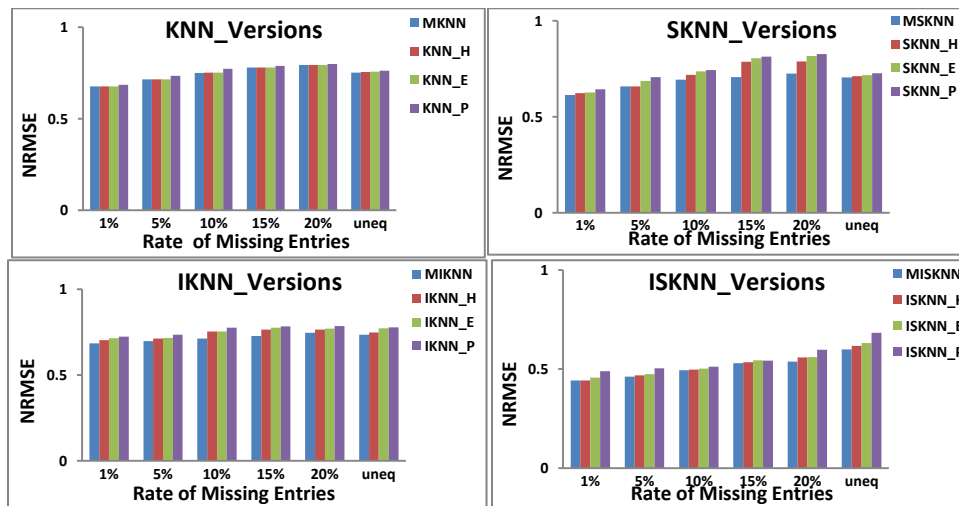 KNN_Versions
1
0.5
0
NRMSE
1% 5% 10% 15% 20% uneq
Rate of Missing Entries
MKNN
KNN_H
KNN_E
KNN_P
SKNN_Versions
1
0.5
0
NRMSE
1% 5% 10% 15% 20% uneq
Rate of Missing Entries
MSKNN
SKNN_H
SKNN_E
SKNN_P
IKNN_Versions
1
0.5
0
NRMSE
1% 5% 10% 15% 20% uneq
Rate of Missing Entries
MIKNN
IKNN_H
IKNN_E
IKNN_P
ISKNN_Versions
1
0.5
0
NRMSE
1% 5% 10% 15% 20% uneq
Rate of Missing Entries
MISKNN
ISKNN_H
ISKNN_E
ISKNN_P